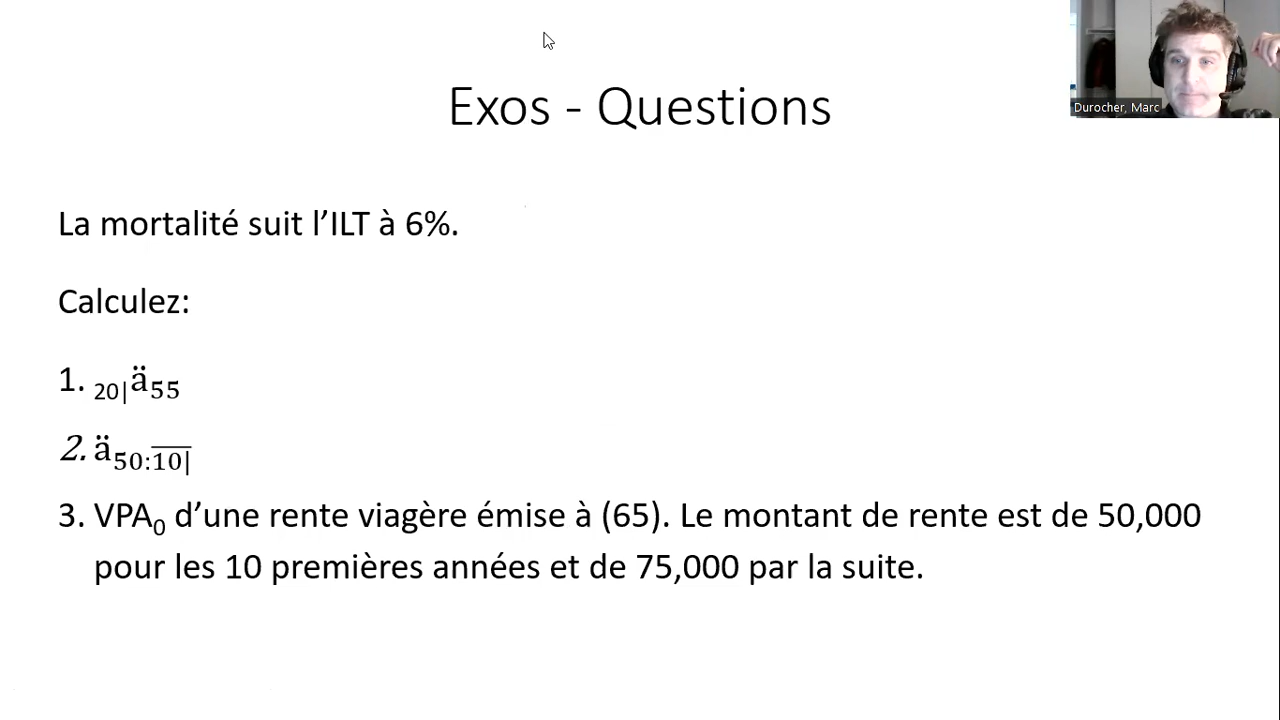 Durocher, Marc
Exos - Questions
La mortalité suit l’ILT à 6%.
Calculez:
1. ₂₀|ä₅₅
2. ä₅₀:₁̅₀̅|
3. VPA₀ d’une rente viagère émise à (65). Le montant de rente est de 50,000
pour les 10 premières années et de 75,000 par la suite.